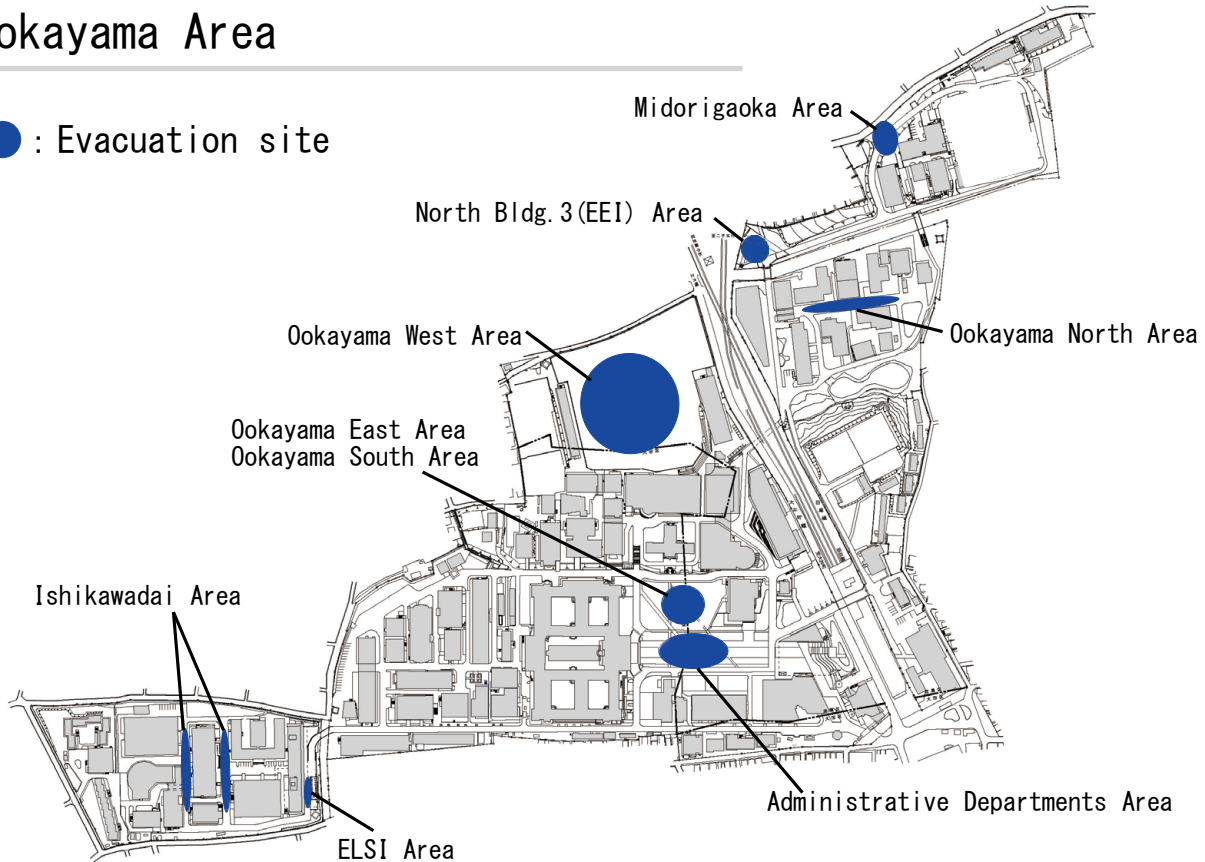 okayama Area
: Evacuation site
Midorigaoka Area
North Bldg.3(EEI) Area
Ookayama North Area
Ookayama West Area
Ookayama East Area
Ookayama South Area
Ishikawadai Area
Administrative Departments Area
ELSI Area